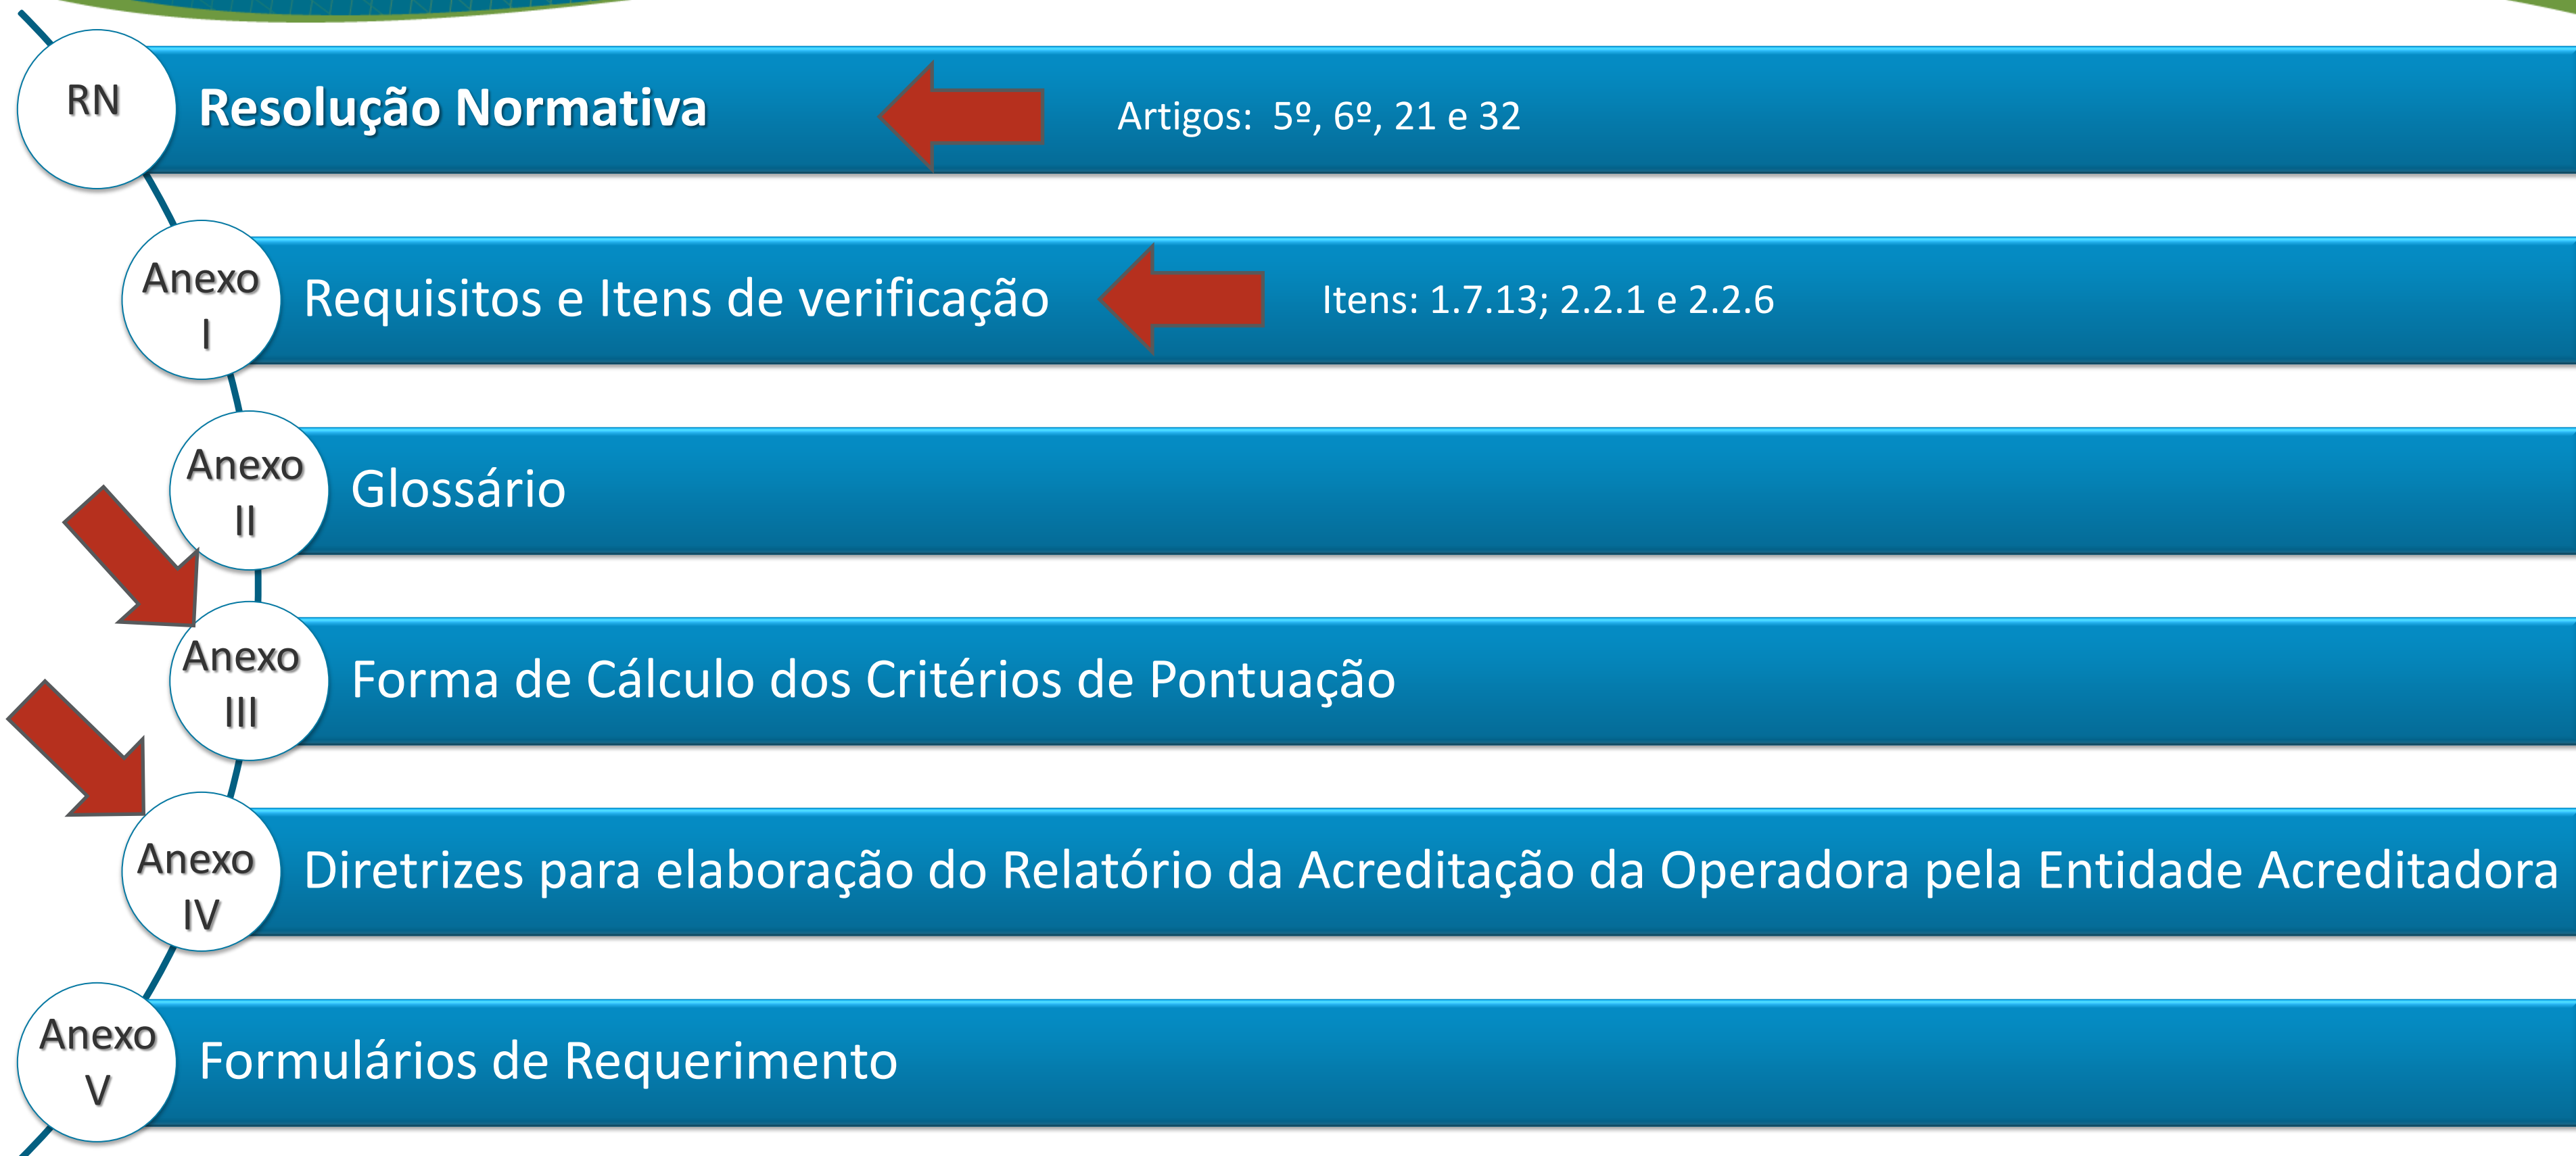 RN
Resolução Normativa
Artigos: 5º, 6º, 21 e 32
Anexo
I
Requisitos e Itens de verificação
Itens: 1.7.13; 2.2.1 e 2.2.6
Anexo
II
Glossário
Anexo
III
Forma de Cálculo dos Critérios de Pontuação
Anexo
IV
Diretrizes para elaboração do Relatório da Acreditação da Operadora pela Entidade Acreditadora
Anexo
V
Formulários de Requerimento